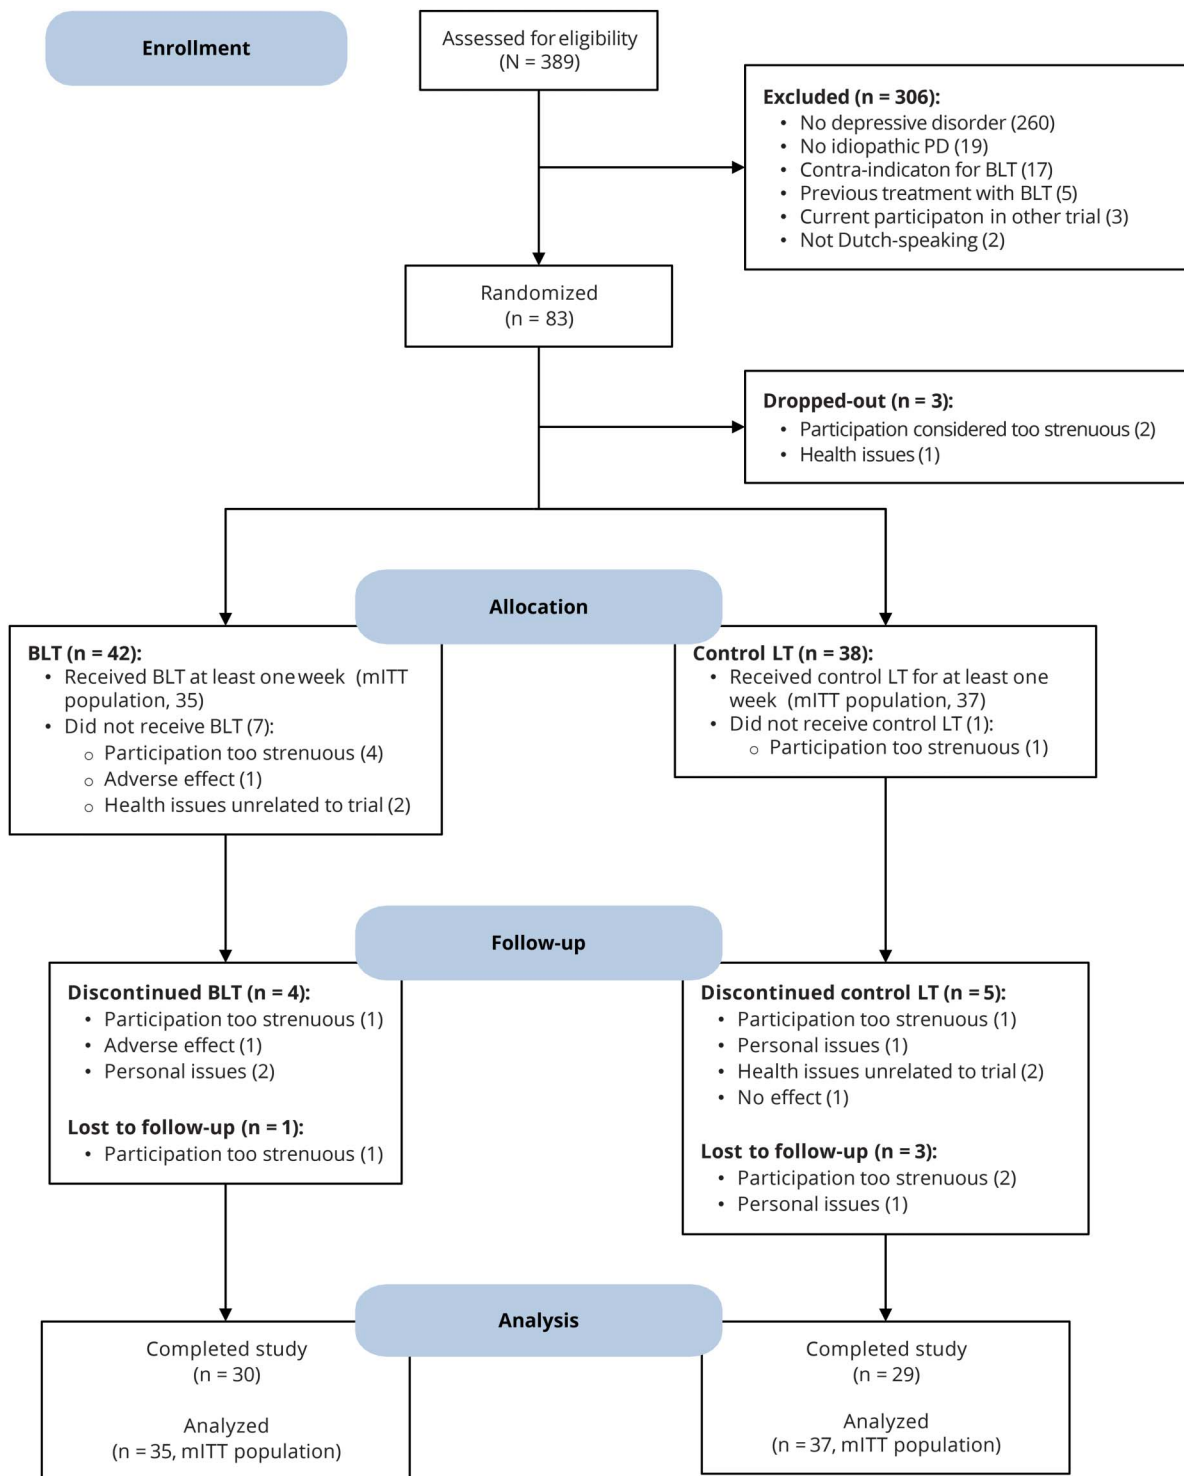 Enrollment
Assessed for eligibility
(N = 389)
Excluded (n = 306):
• No depressive disorder (260)
• No idiopathic PD (19)
• Contra-indicaton for BLT (17)
• Previous treatment with BLT (5)
• Current participaton in other trial (3)
• Not Dutch-speaking (2)
Randomized
(n = 83)
Dropped-out (n = 3):
• Participation considered too strenuous (2)
• Health issues (1)
Allocation
BLT (n = 42):
• Received BLT at least one week (mITT
population, 35)
• Did not receive BLT (7):
o Participation too strenuous (4)
o Adverse effect (1)
o Health issues unrelated to trial (2)
Control LT (n = 38):
• Received control LT for at least one
week (mITT population, 37)
• Did not receive control LT (1):
o Participation too strenuous (1)
Follow-up
Discontinued BLT (n = 4):
• Participation too strenuous (1)
• Adverse effect (1)
• Personal issues (2)
Lost to follow-up (n = 1):
• Participation too strenuous (1)
Discontinued control LT (n = 5):
• Participation too strenuous (1)
• Personal issues (1)
• Health issues unrelated to trial (2)
• No effect (1)
Lost to follow-up (n = 3):
• Participation too strenuous (2)
• Personal issues (1)
Analysis
Completed study
(n = 30)
Analyzed
(n = 35, mITT population)
Completed study
(n = 29)
Analyzed
(n = 37, mITT population)